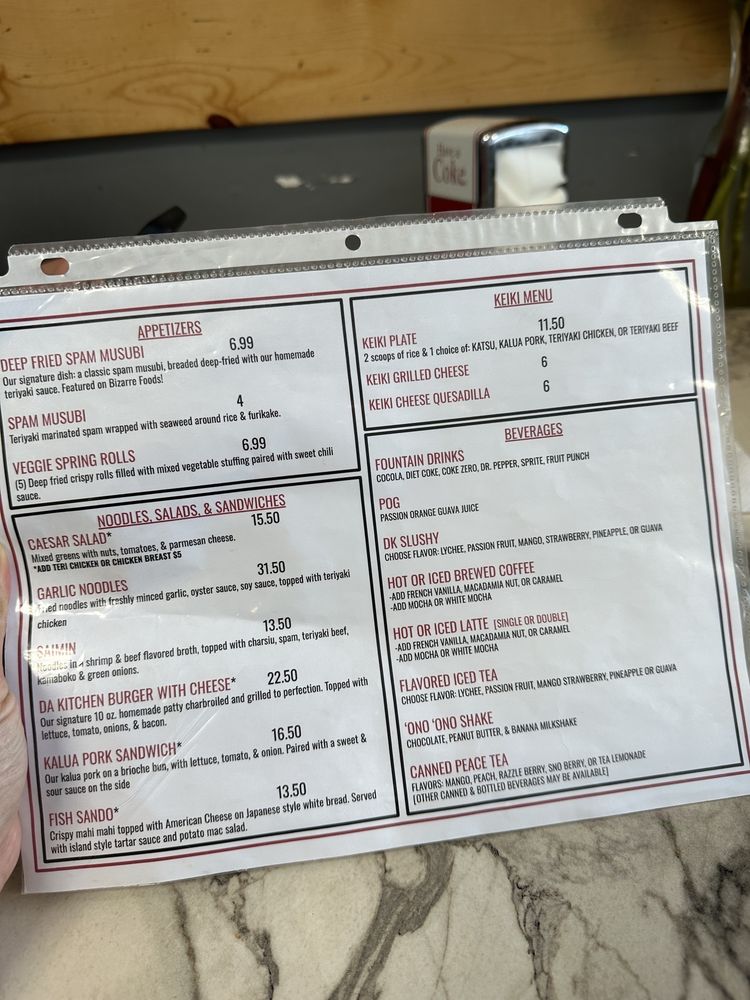 Have a
Coke
APPETIZERS
DEEP FRIED SPAM MUSUBI 6.99
Our signature dish: a classic spam musubi, breaded deep-fried with our homemade
teriyaki sauce. Featured on Bizarre Foods!
SPAM MUSUBI 4
Teriyaki marinated spam wrapped with seaweed around rice & furikake.
VEGGIE SPRING ROLLS 6.99
(5) Deep fried crispy rolls filled with mixed vegetable stuffing paired with sweet chili
sauce.
NOODLES, SALADS, & SANDWICHES
CAESAR SALAD* 15.50
Mixed greens with nuts, tomatoes, & parmesan cheese.
*ADD TERI CHICKEN OR CHICKEN BREAST $5
GARLIC NOODLES 31.50
Fried noodles with freshly minced garlic, oyster sauce, soy sauce, topped with teriyaki
chicken
SAIMIN 13.50
Noodles in a shrimp & beef flavored broth, topped with charsiu, spam, teriyaki beef,
kamaboko & green onions.
DA KITCHEN BURGER WITH CHEESE* 22.50
Our signature 10 oz. homemade patty charbroiled and grilled to perfection. Topped with
lettuce, tomato, onions, & bacon.
KALUA PORK SANDWICH* 16.50
Our kalua pork on a brioche bun, with lettuce, tomato, & onion. Paired with a sweet &
sour sauce on the side
FISH SANDO* 13.50
Crispy mahi mahi topped with American Cheese on Japanese style white bread. Served
with island style tartar sauce and potato mac salad.
KEIKI MENU
KEIKI PLATE 11.50
2 scoops of rice & 1 choice of: KATSU, KALUA PORK, TERIYAKI CHICKEN, OR TERIYAKI BEEF
KEIKI GRILLED CHEESE 6
KEIKI CHEESE QUESADILLA 6
BEVERAGES
FOUNTAIN DRINKS
COCOLA, DIET COKE, COKE ZERO, DR. PEPPER, SPRITE, FRUIT PUNCH
POG
PASSION ORANGE GUAVA JUICE
DK SLUSHY
CHOOSE FLAVOR: LYCHEE, PASSION FRUIT, MANGO, STRAWBERRY, PINEAPPLE, OR GUAVA
HOT OR ICED BREWED COFFEE
-ADD FRENCH VANILLA, MACADAMIA NUT, OR CARAMEL
-ADD MOCHA OR WHITE MOCHA
HOT OR ICED LATTE [SINGLE OR DOUBLE]
-ADD FRENCH VANILLA, MACADAMIA NUT, OR CARAMEL
-ADD MOCHA OR WHITE MOCHA
FLAVORED ICED TEA
CHOOSE FLAVOR: LYCHEE, PASSION FRUIT, MANGO STRAWBERRY, PINEAPPLE OR GUAVA
'ONO 'ONO SHAKE
CHOCOLATE, PEANUT BUTTER, & BANANA MILKSHAKE
CANNED PEACE TEA
FLAVORS: MANGO, PEACH, RAZZLE BERRY, SNO BERRY, OR TEA LEMONADE
[OTHER CANNED & BOTTLED BEVERAGES MAY BE AVAILABLE]